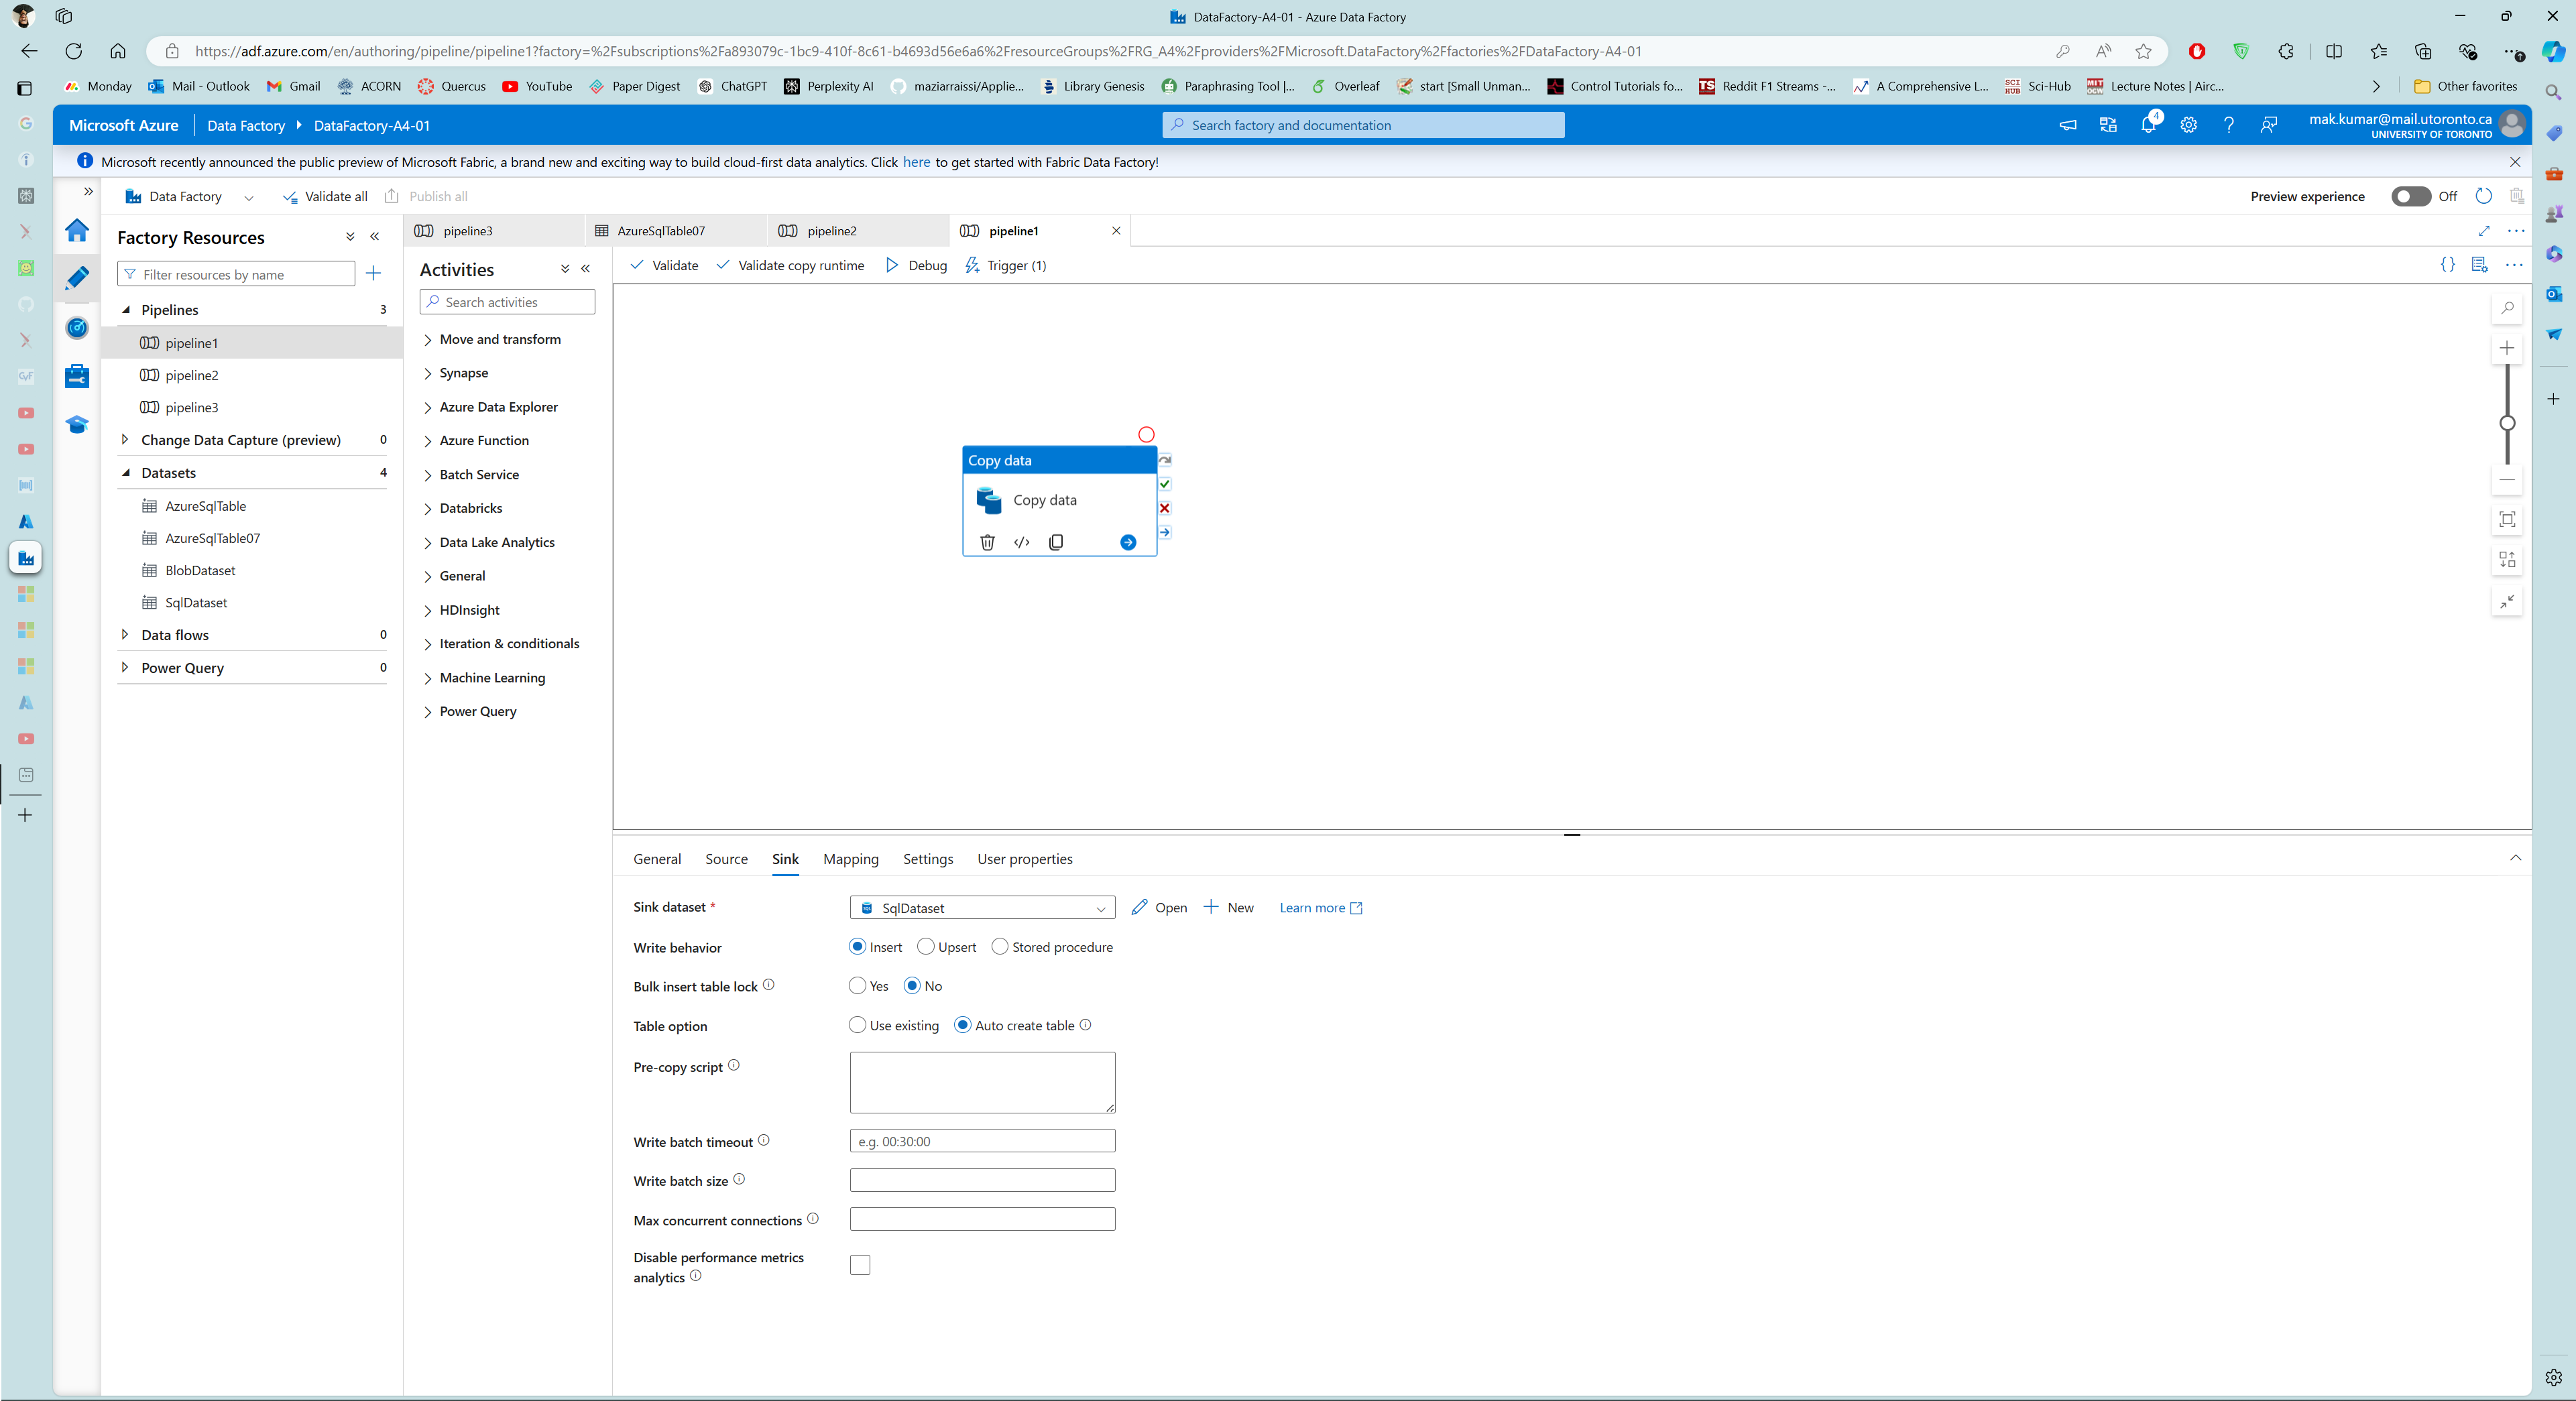 DataFactory-A4-01 - Azure Data Factory
https://adf.azure.com/en/authoring/pipeline/pipeline1?factory=%2Fsubscriptions%2Fa893079c-1bc9-410f-8c61-b4693d56e6a6%2FresourceGroups%2FRG_A4%2Fproviders%2FMicrosoft.DataFactory%2Ffactories%2FDataFactory-A4-01
Monday Mail - Outlook Gmail ACORN Quercus YouTube Paper Digest ChatGPT Perplexity AI maziarraissi/Applie... Library Genesis Paraphrasing Tool |... Overleaf start [Small Unman... Control Tutorials fo... TS Reddit F1 Streams -... A Comprehensive L... SCI HUB Sci-Hub MIT OCW Lecture Notes | Airc... Other favorites
Microsoft Azure Data Factory DataFactory-A4-01 Search factory and documentation 4 mak.kumar@mail.utoronto.ca
UNIVERSITY OF TORONTO
Microsoft recently announced the public preview of Microsoft Fabric, a brand new and exciting way to build cloud-first data analytics. Click here to get started with Fabric Data Factory!
Data Factory Validate all Publish all Preview experience Off
Factory Resources
Filter resources by name
Pipelines 3
pipeline1
pipeline2
pipeline3
Change Data Capture (preview) 0
Datasets 4
AzureSqlTable
AzureSqlTable07
BlobDataset
SqlDataset
Data flows 0
Power Query 0
pipeline3 AzureSqlTable07 pipeline2 pipeline1
Activities
Search activities
Move and transform
Synapse
Azure Data Explorer
Azure Function
Batch Service
Databricks
Data Lake Analytics
General
HDInsight
Iteration & conditionals
Machine Learning
Power Query
Validate Validate copy runtime Debug Trigger (1)
Copy data
Copy data
General Source Sink Mapping Settings User properties
Sink dataset * SqlDataset Open New Learn more
Write behavior Insert Upsert Stored procedure
Bulk insert table lock Yes No
Table option Use existing Auto create table
Pre-copy script
Write batch timeout e.g. 00:30:00
Write batch size
Max concurrent connections
Disable performance metrics
analytics